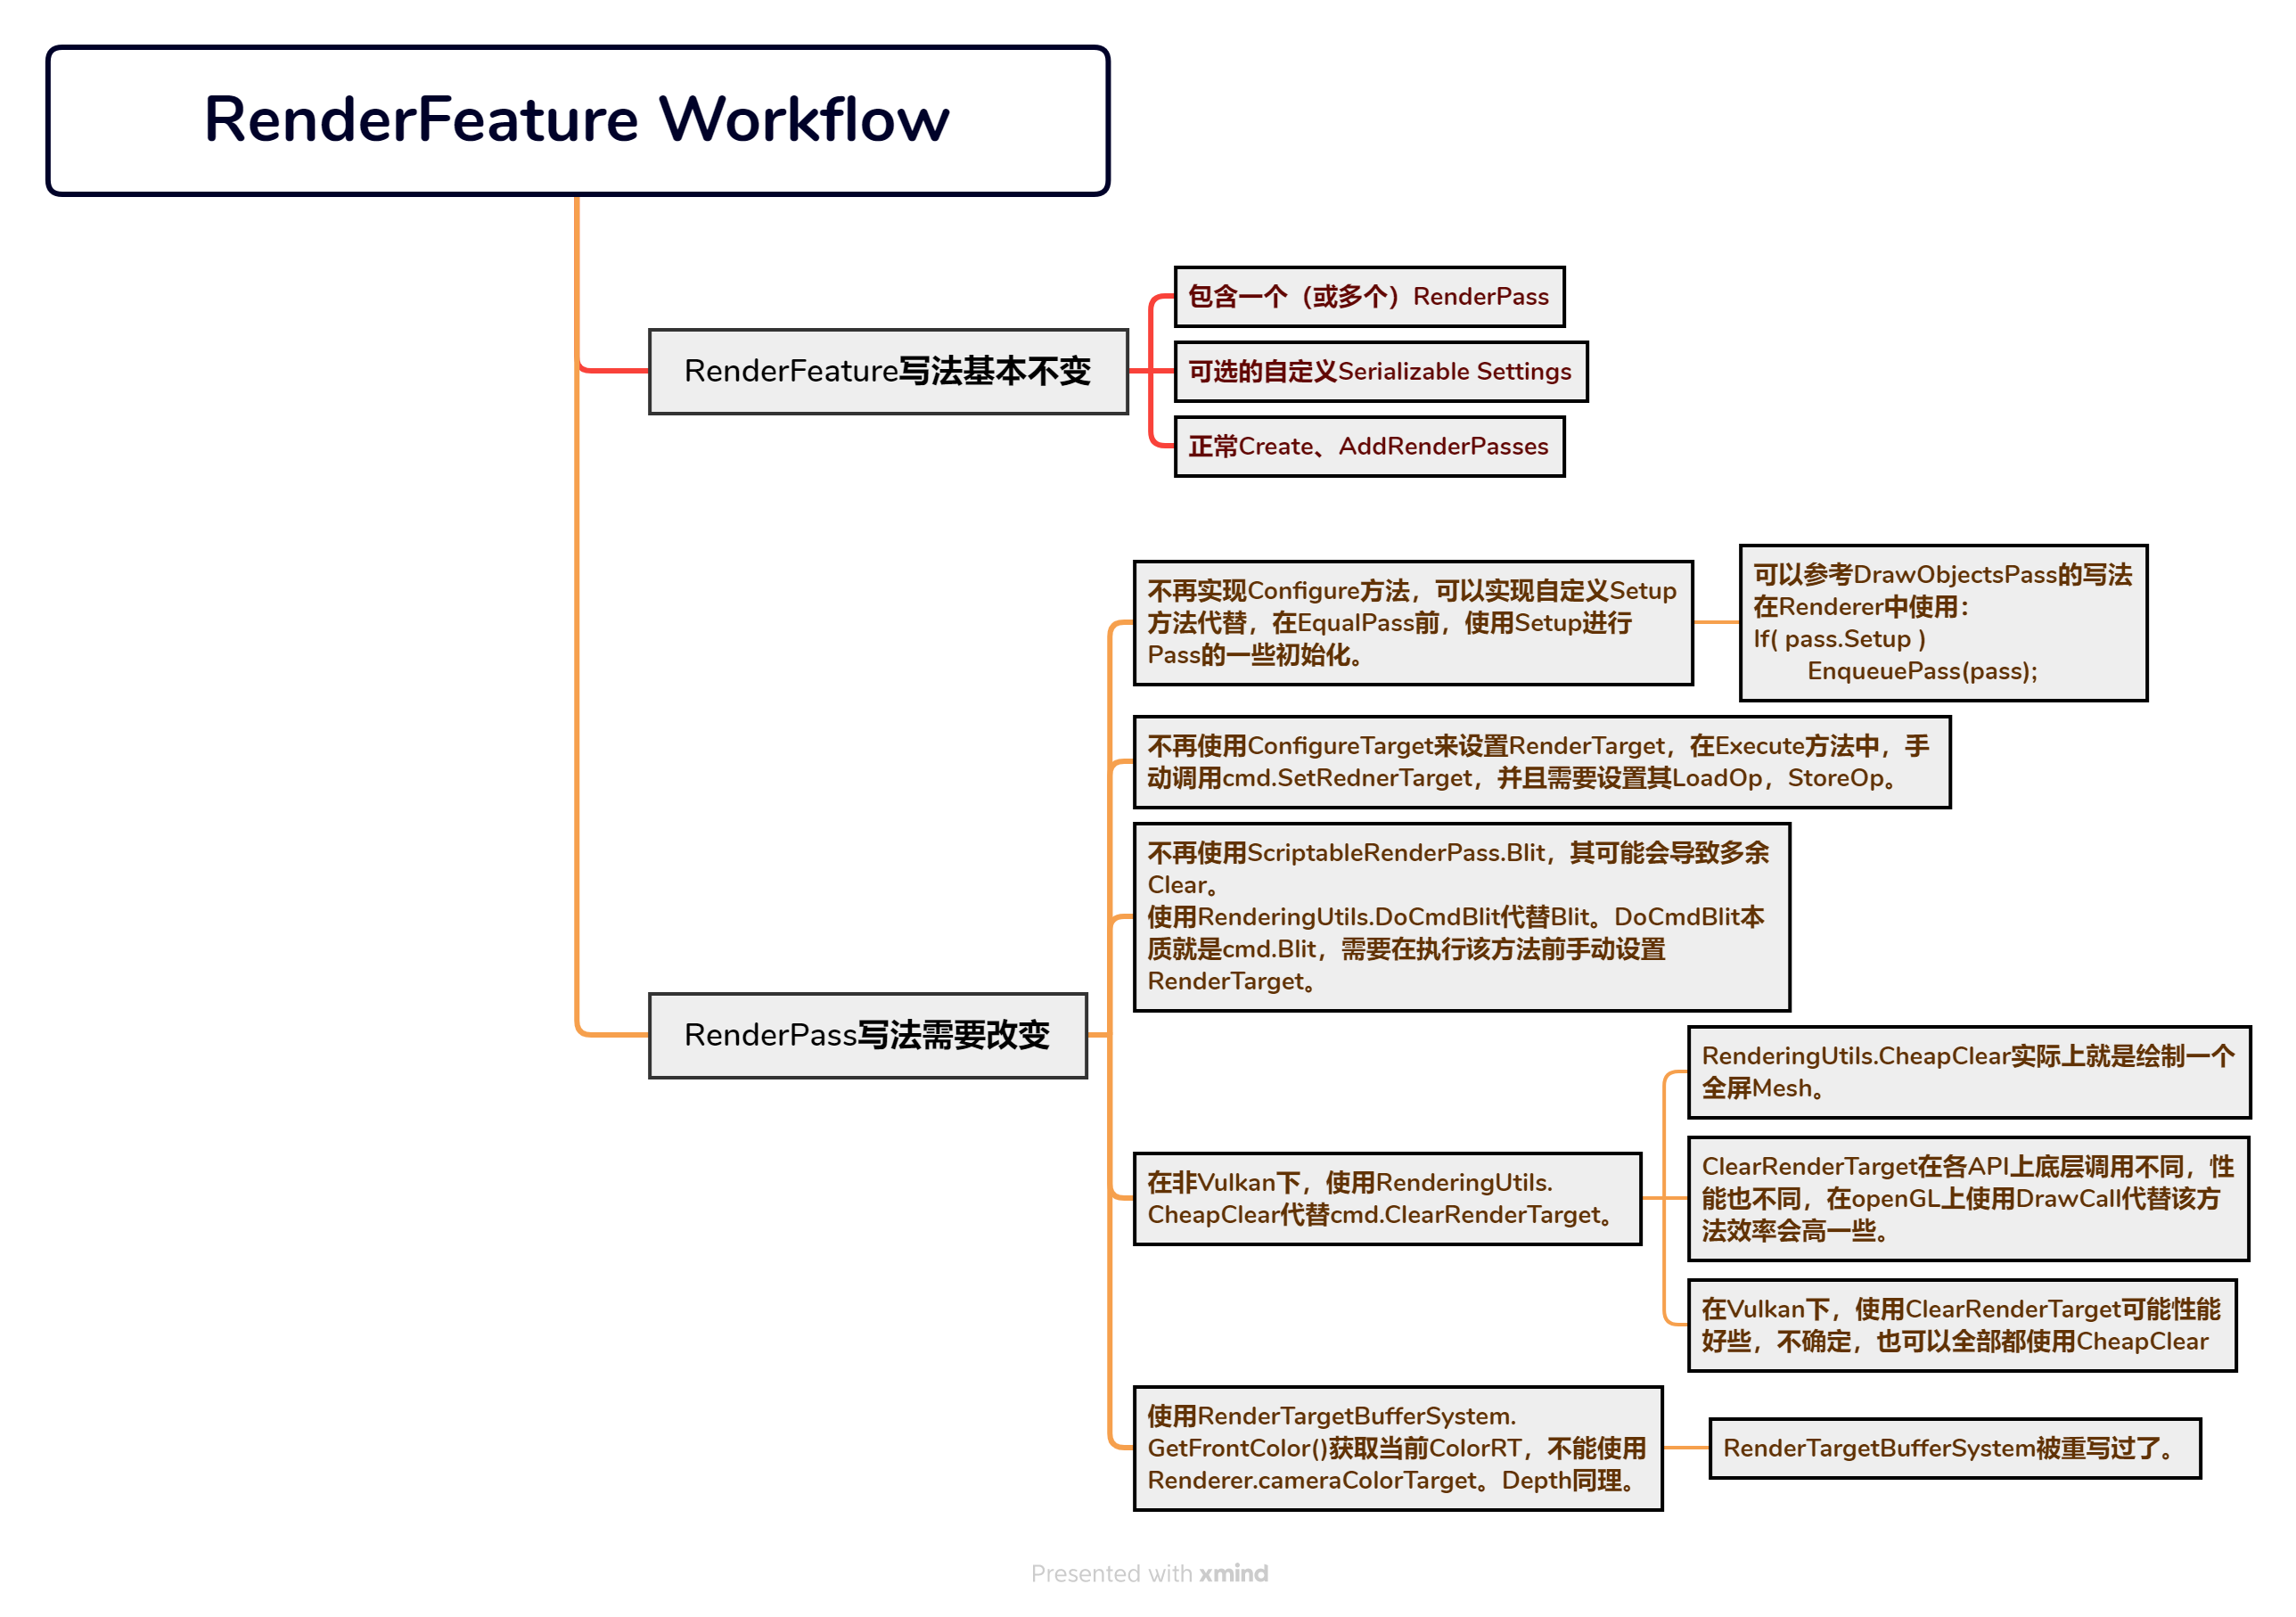 RenderFeature Workflow
RenderFeature写法基本不变
包含一个（或多个）RenderPass
可选的自定义Serializable Settings
正常Create、AddRenderPasses
RenderPass写法需要改变
不再实现Configure方法，可以实现自定义Setup
方法代替，在EqualPass前，使用Setup进行
Pass的一些初始化。
可以参考DrawObjectsPass的写法
在Renderer中使用：
If( pass.Setup )
EnqueuePass(pass);
不再使用ConfigureTarget来设置RenderTarget，在Execute方法中，手
动调用cmd.SetRednerTarget，并且需要设置其LoadOp，StoreOp。
不再使用ScriptableRenderPass.Blit，其可能会导致多余
Clear。
使用RenderingUtils.DoCmdBlit代替Blit。DoCmdBlit本
质就是cmd.Blit，需要在执行该方法前手动设置
RenderTarget。
在非Vulkan下，使用RenderingUtils.
CheapClear代替cmd.ClearRenderTarget。
RenderingUtils.CheapClear实际上就是绘制一个
全屏Mesh。
ClearRenderTarget在各API上底层调用不同，性
能也不同，在openGL上使用DrawCall代替该方
法效率会高一些。
在Vulkan下，使用ClearRenderTarget可能性能
好些，不确定，也可以全部都使用CheapClear
使用RenderTargetBufferSystem.
GetFrontColor()获取当前ColorRT，不能使用
Renderer.cameraColorTarget。Depth同理。
RenderTargetBufferSystem被重写过了。
Presented with xmind